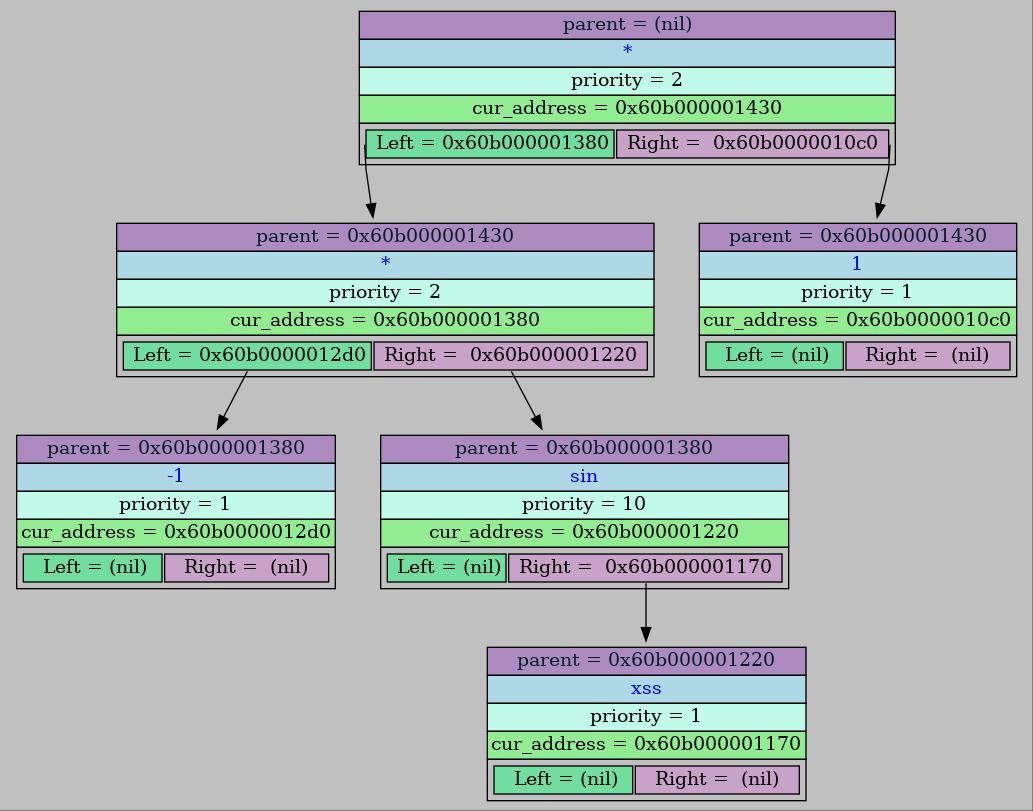 parent = (nil)
*
priority = 2
cur_address = 0x60b000001430
Left = 0x60b000001380 Right =  0x60b0000010c0
parent = 0x60b000001430
*
priority = 2
cur_address = 0x60b000001380
Left = 0x60b0000012d0 Right =  0x60b000001220
parent = 0x60b000001430
1
priority = 1
cur_address = 0x60b0000010c0
Left = (nil) Right =  (nil)
parent = 0x60b000001380
-1
priority = 1
cur_address = 0x60b0000012d0
Left = (nil) Right =  (nil)
parent = 0x60b000001380
sin
priority = 10
cur_address = 0x60b000001220
Left = (nil) Right =  0x60b000001170
parent = 0x60b000001220
xss
priority = 1
cur_address = 0x60b000001170
Left = (nil) Right =  (nil)